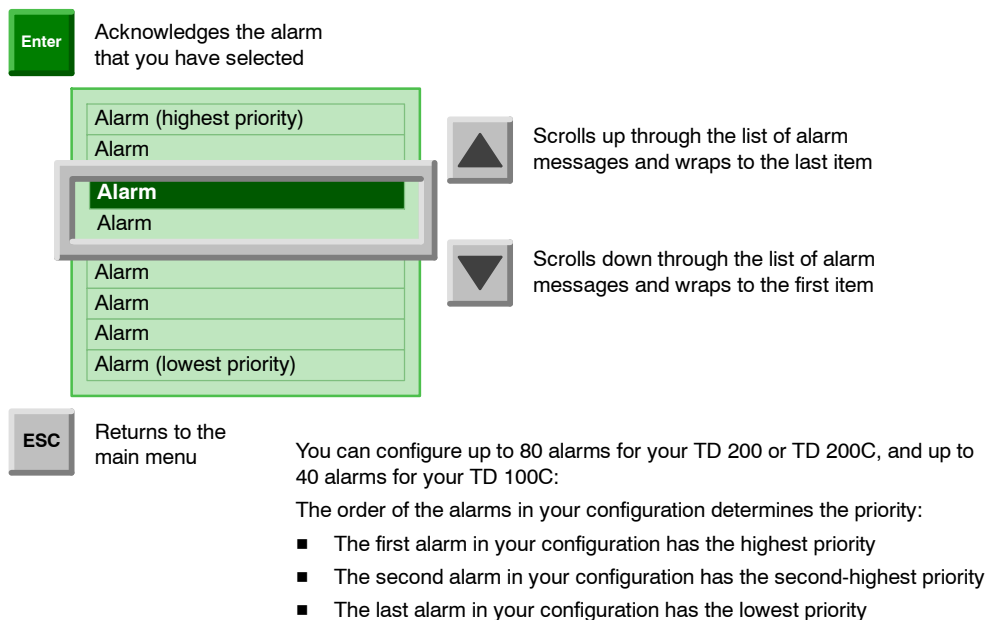 Enter
Acknowledges the alarm
that you have selected
Alarm (highest priority)
Alarm
Alarm
Alarm
Alarm
Alarm
Alarm
Alarm (lowest priority)
Scrolls up through the list of alarm
messages and wraps to the last item
Scrolls down through the list of alarm
messages and wraps to the first item
ESC
Returns to the
main menu
You can configure up to 80 alarms for your TD 200 or TD 200C, and up to
40 alarms for your TD 100C:
The order of the alarms in your configuration determines the priority:
■ The first alarm in your configuration has the highest priority
■ The second alarm in your configuration has the second-highest priority
■ The last alarm in your configuration has the lowest priority